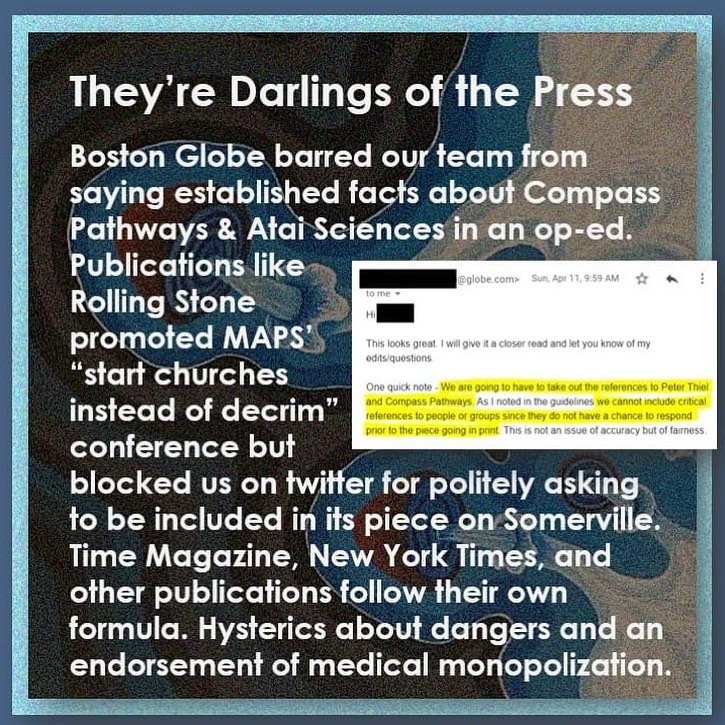 They're Darlings of the Press
Boston Globe barred our team from
saying established facts about Compass
Pathways & Atai Sciences in an op-ed.
Publications like
Rolling Stone
promoted MAPS'
“start churches
instead of decrim”
conference but
blocked us on twitter for politely asking
to be included in its piece on Somerville.
Time Magazine, New York Times, and
other publications follow their own
formula. Hysterics about dangers and an
endorsement of medical monopolization.
@globe.com> Sun, Apr 11, 9:59 AM
to me
Hi
This looks great. I will give it a closer read and let you know of my
edits/questions.
One quick note - We are going to have to take out the references to Peter Thiel
and Compass Pathways. As I noted in the guidelines we cannot include critical
references to people or groups since they do not have a chance to respond
prior to the piece going in print. This is not an issue of accuracy but of fairness.